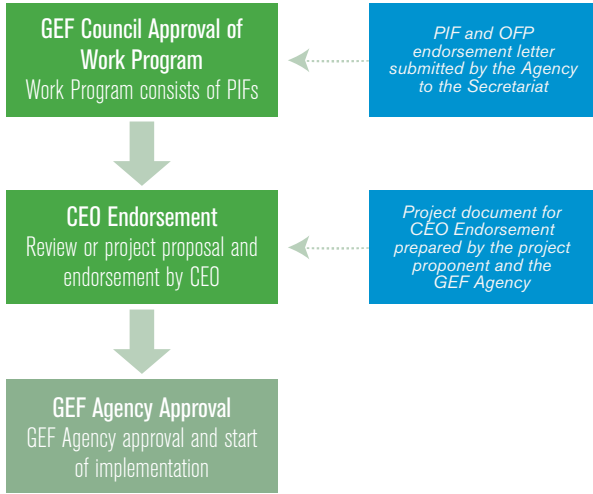 GEF Council Approval of
Work Program
Work Program consists of PIFs
PIF and OFP
endorsement letter
submitted by the Agency
to the Secretariat
CEO Endorsement
Review or project proposal and
endorsement by CEO
Project document for
CEO Endorsement
prepared by the project
proponent and the
GEF Agency
GEF Agency Approval
GEF Agency approval and start
of implementation